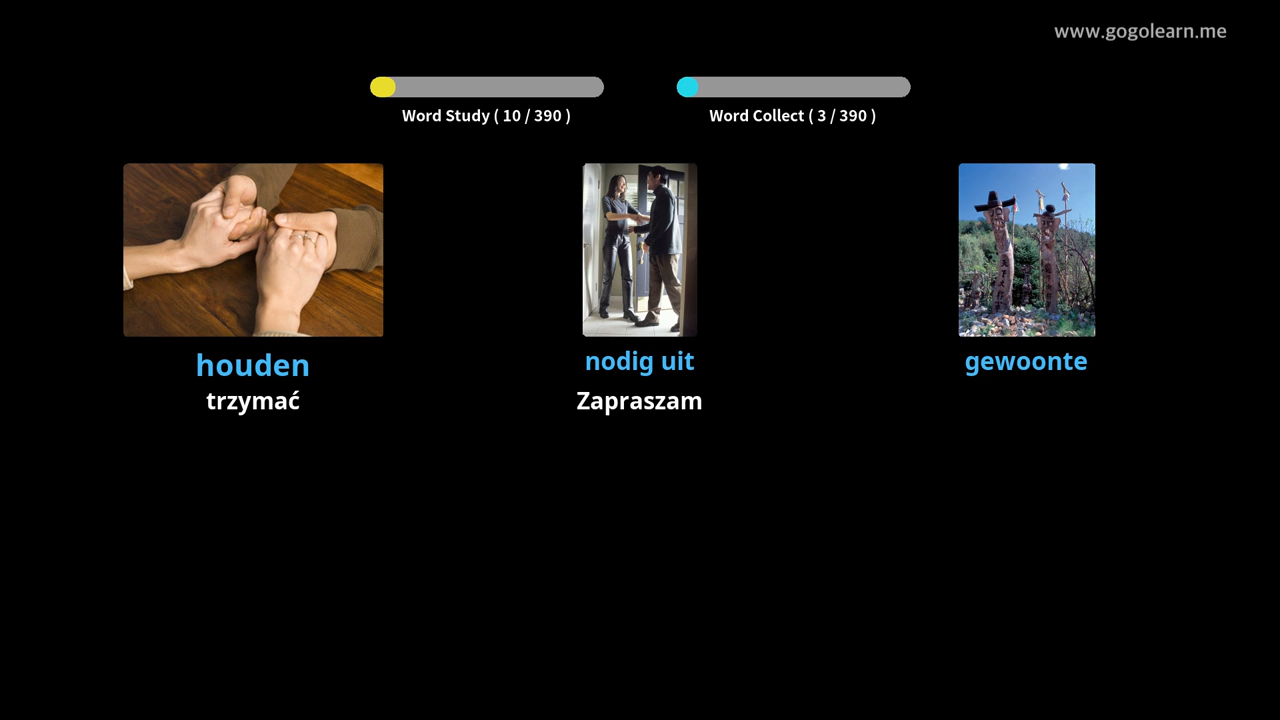 www.gogolearn.me
Word Study ( 10 / 390 )
Word Collect ( 3 / 390 )
houden
trzymać
nodig uit
Zapraszam
gewoonte